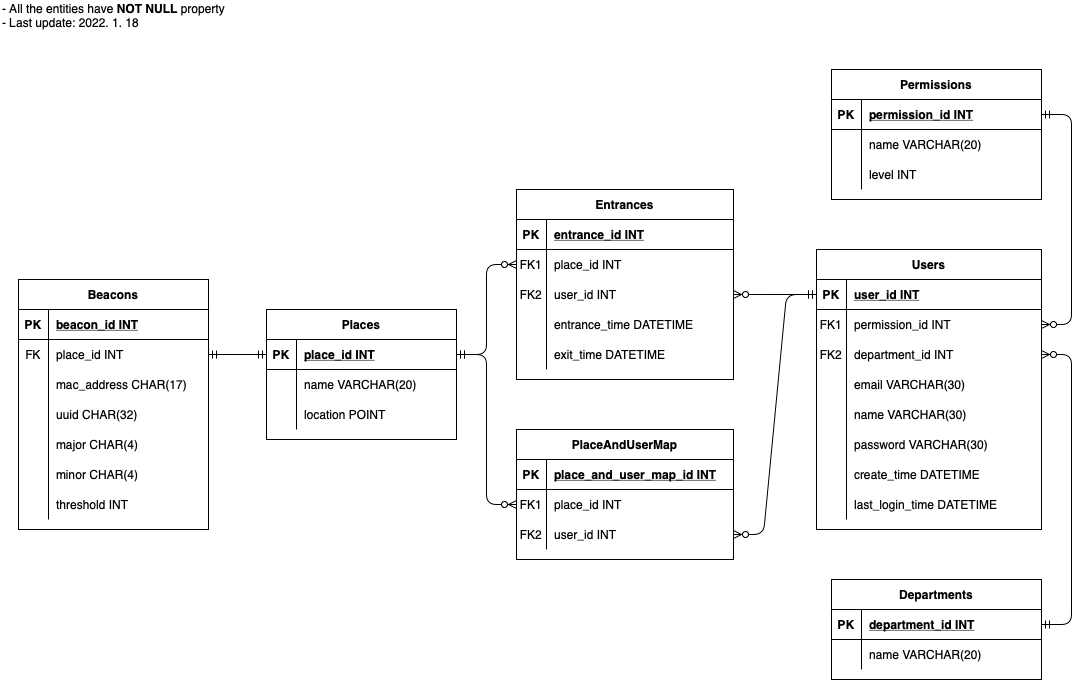 - All the entities have NOT NULL property
- Last update: 2022. 1. 18
Permissions
PK permission_id INT
name VARCHAR(20)
level INT
Entrances
PK entrance_id INT
FK1 place_id INT
FK2 user_id INT
entrance_time DATETIME
exit_time DATETIME
Users
PK user_id INT
FK1 permission_id INT
FK2 department_id INT
email VARCHAR(30)
name VARCHAR(30)
password VARCHAR(30)
create_time DATETIME
last_login_time DATETIME
Beacons
PK beacon_id INT
FK place_id INT
mac_address CHAR(17)
uuid CHAR(32)
major CHAR(4)
minor CHAR(4)
threshold INT
Places
PK place_id INT
name VARCHAR(20)
location POINT
PlaceAndUserMap
PK place_and_user_map_id INT
FK1 place_id INT
FK2 user_id INT
Departments
PK department_id INT
name VARCHAR(20)